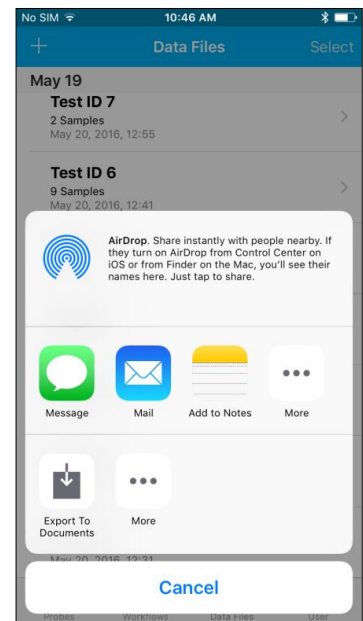 No SIM 10:46 AM
Data Files Select
May 19
Test ID 7
2 Samples
May 20, 2016, 12:55
Test ID 6
9 Samples
May 20, 2016, 12:41
AirDrop. Share instantly with people nearby. If
they turn on AirDrop from Control Center on
iOS or from Finder on the Mac, you’ll see their
names here. Just tap to share.
Message Mail Add to Notes More
Export To
Documents
More
May 20, 2016, 12:31
Cancel
Probes Workflows Data Files User